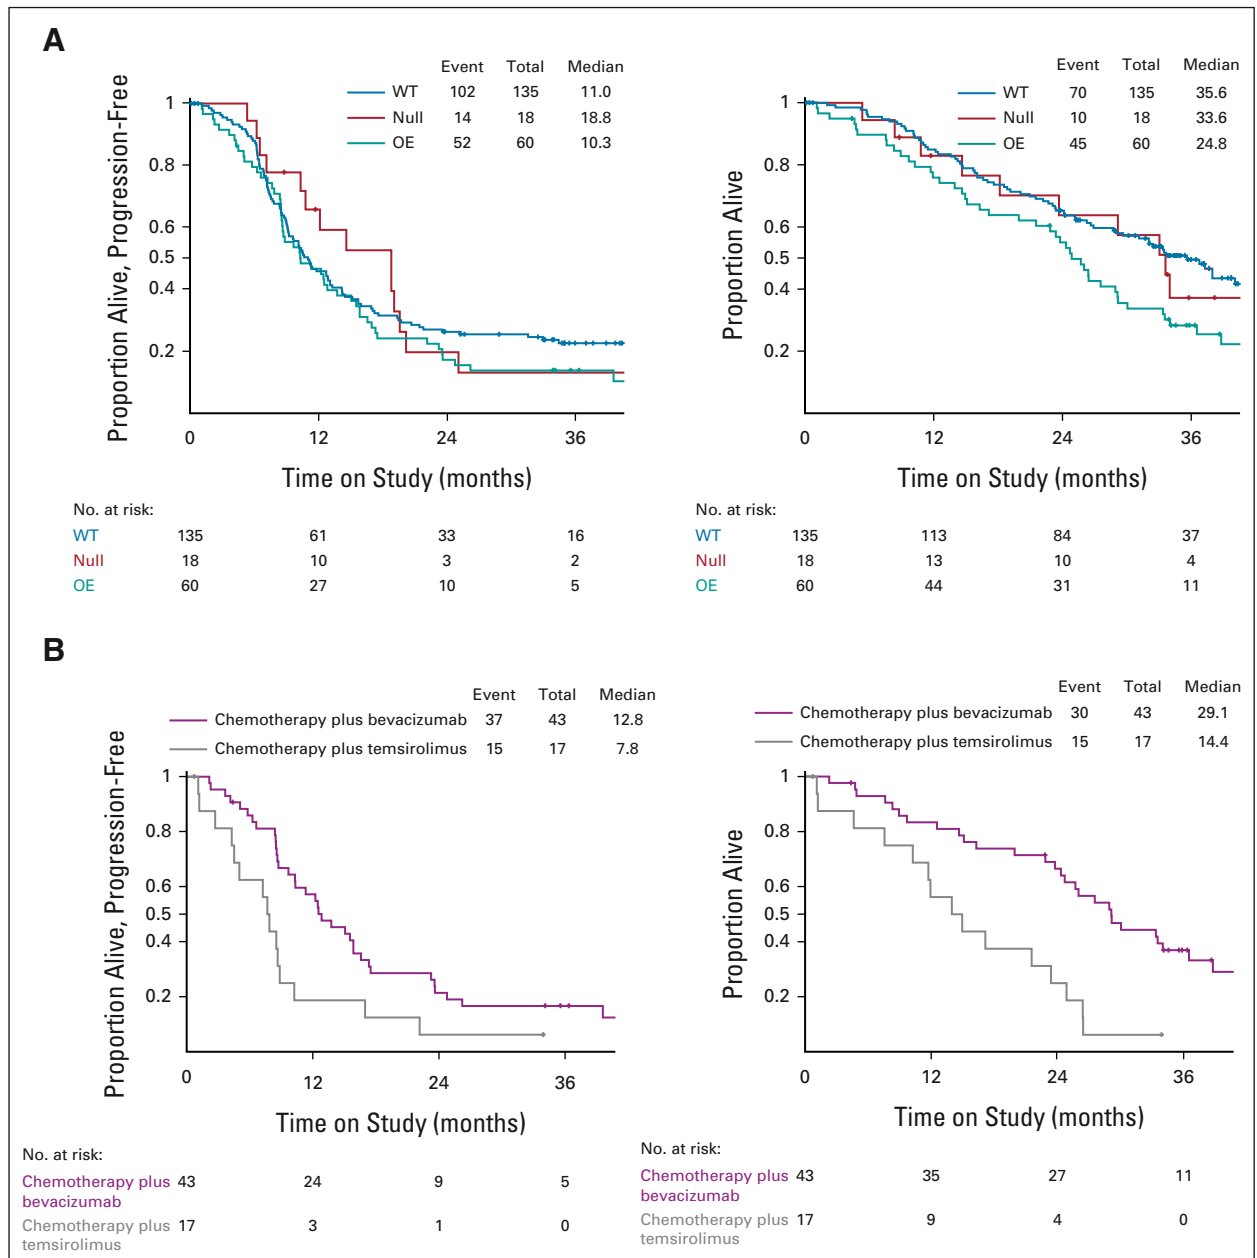 A
Event Total Median
WT 102 135 11.0
Null 14 18 18.8
OE 52 60 10.3
Proportion Alive, Progression-Free
1
0.8
0.6
0.5
0.4
0.2
0 12 24 36
Time on Study (months)
No. at risk:
WT 135 61 33 16
Null 18 10 3 2
OE 60 27 10 5
Event Total Median
WT 70 135 35.6
Null 10 18 33.6
OE 45 60 24.8
Proportion Alive
1
0.8
0.6
0.5
0.4
0.2
0 12 24 36
Time on Study (months)
No. at risk:
WT 135 113 84 37
Null 18 13 10 4
OE 60 44 31 11
B
Event Total Median
Chemotherapy plus bevacizumab 37 43 12.8
Chemotherapy plus temsirolimus 15 17 7.8
Proportion Alive, Progression-Free
1
0.8
0.6
0.5
0.4
0.2
0 12 24 36
Time on Study (months)
No. at risk:
Chemotherapy plus 43 24 9 5
bevacizumab
Chemotherapy plus 17 3 1 0
temsirolimus
Event Total Median
Chemotherapy plus bevacizumab 30 43 29.1
Chemotherapy plus temsirolimus 15 17 14.4
Proportion Alive
1
0.8
0.6
0.5
0.4
0.2
0 12 24 36
Time on Study (months)
No. at risk:
Chemotherapy plus 43 35 27 11
bevacizumab
Chemotherapy plus 17 9 4 0
temsirolimus